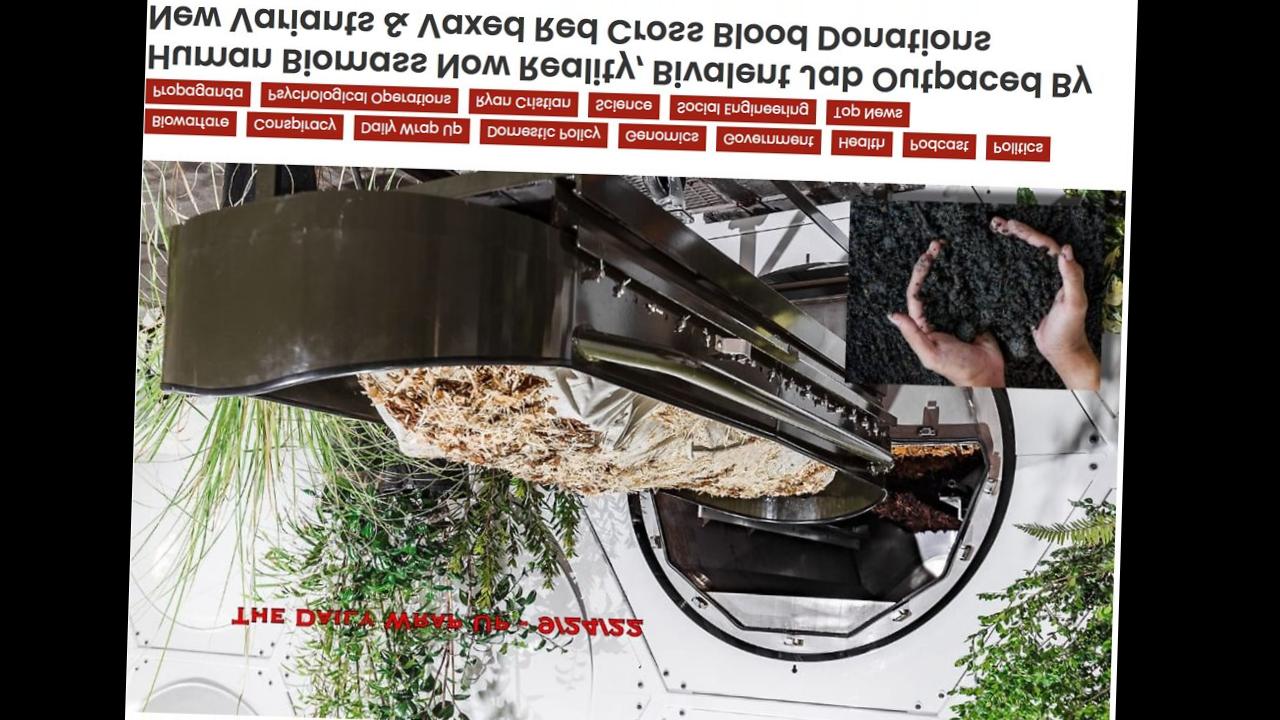 THE DAILY WRAP UP - 9/24/22
Biowarfare Conspiracy Daily Wrap Up Domestic Policy Genomics Government Health Podcast Politics
Propaganda Psychological Operations Ryan Cristian Science Social Engineering Top News
Human Biomass Now Reality, Bivalent Jab Outpaced By
New Variants & Vaxed Red Cross Blood Donations